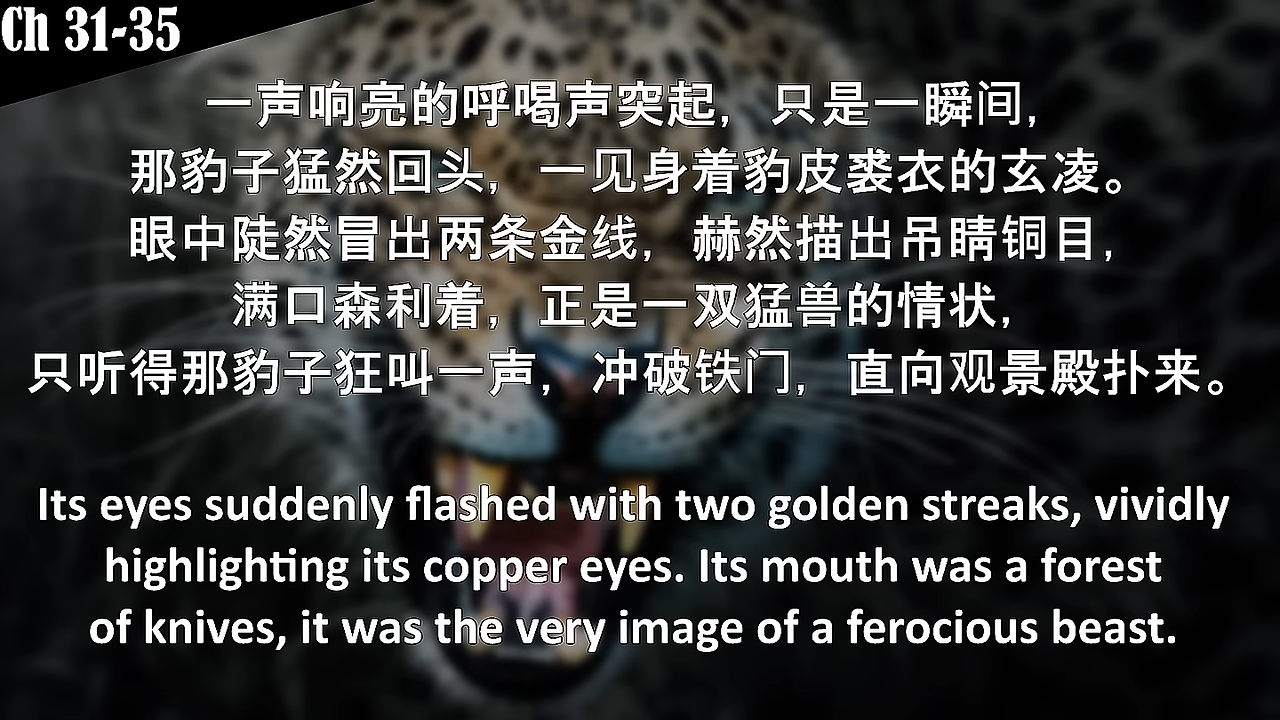 Ch 31-35
一声响亮的呼喝声突起，只是一瞬间，
那豹子猛然回头，一见身着豹皮裘衣的玄凌。
眼中陡然冒出两条金线，赫然描出吊睛铜目，
满口森利着，正是一双猛兽的情状，
只听得那豹子狂叫一声，冲破铁门，直向观景殿扑来。
Its eyes suddenly flashed with two golden streaks, vividly
highlighting its copper eyes. Its mouth was a forest
of knives, it was the very image of a ferocious beast.